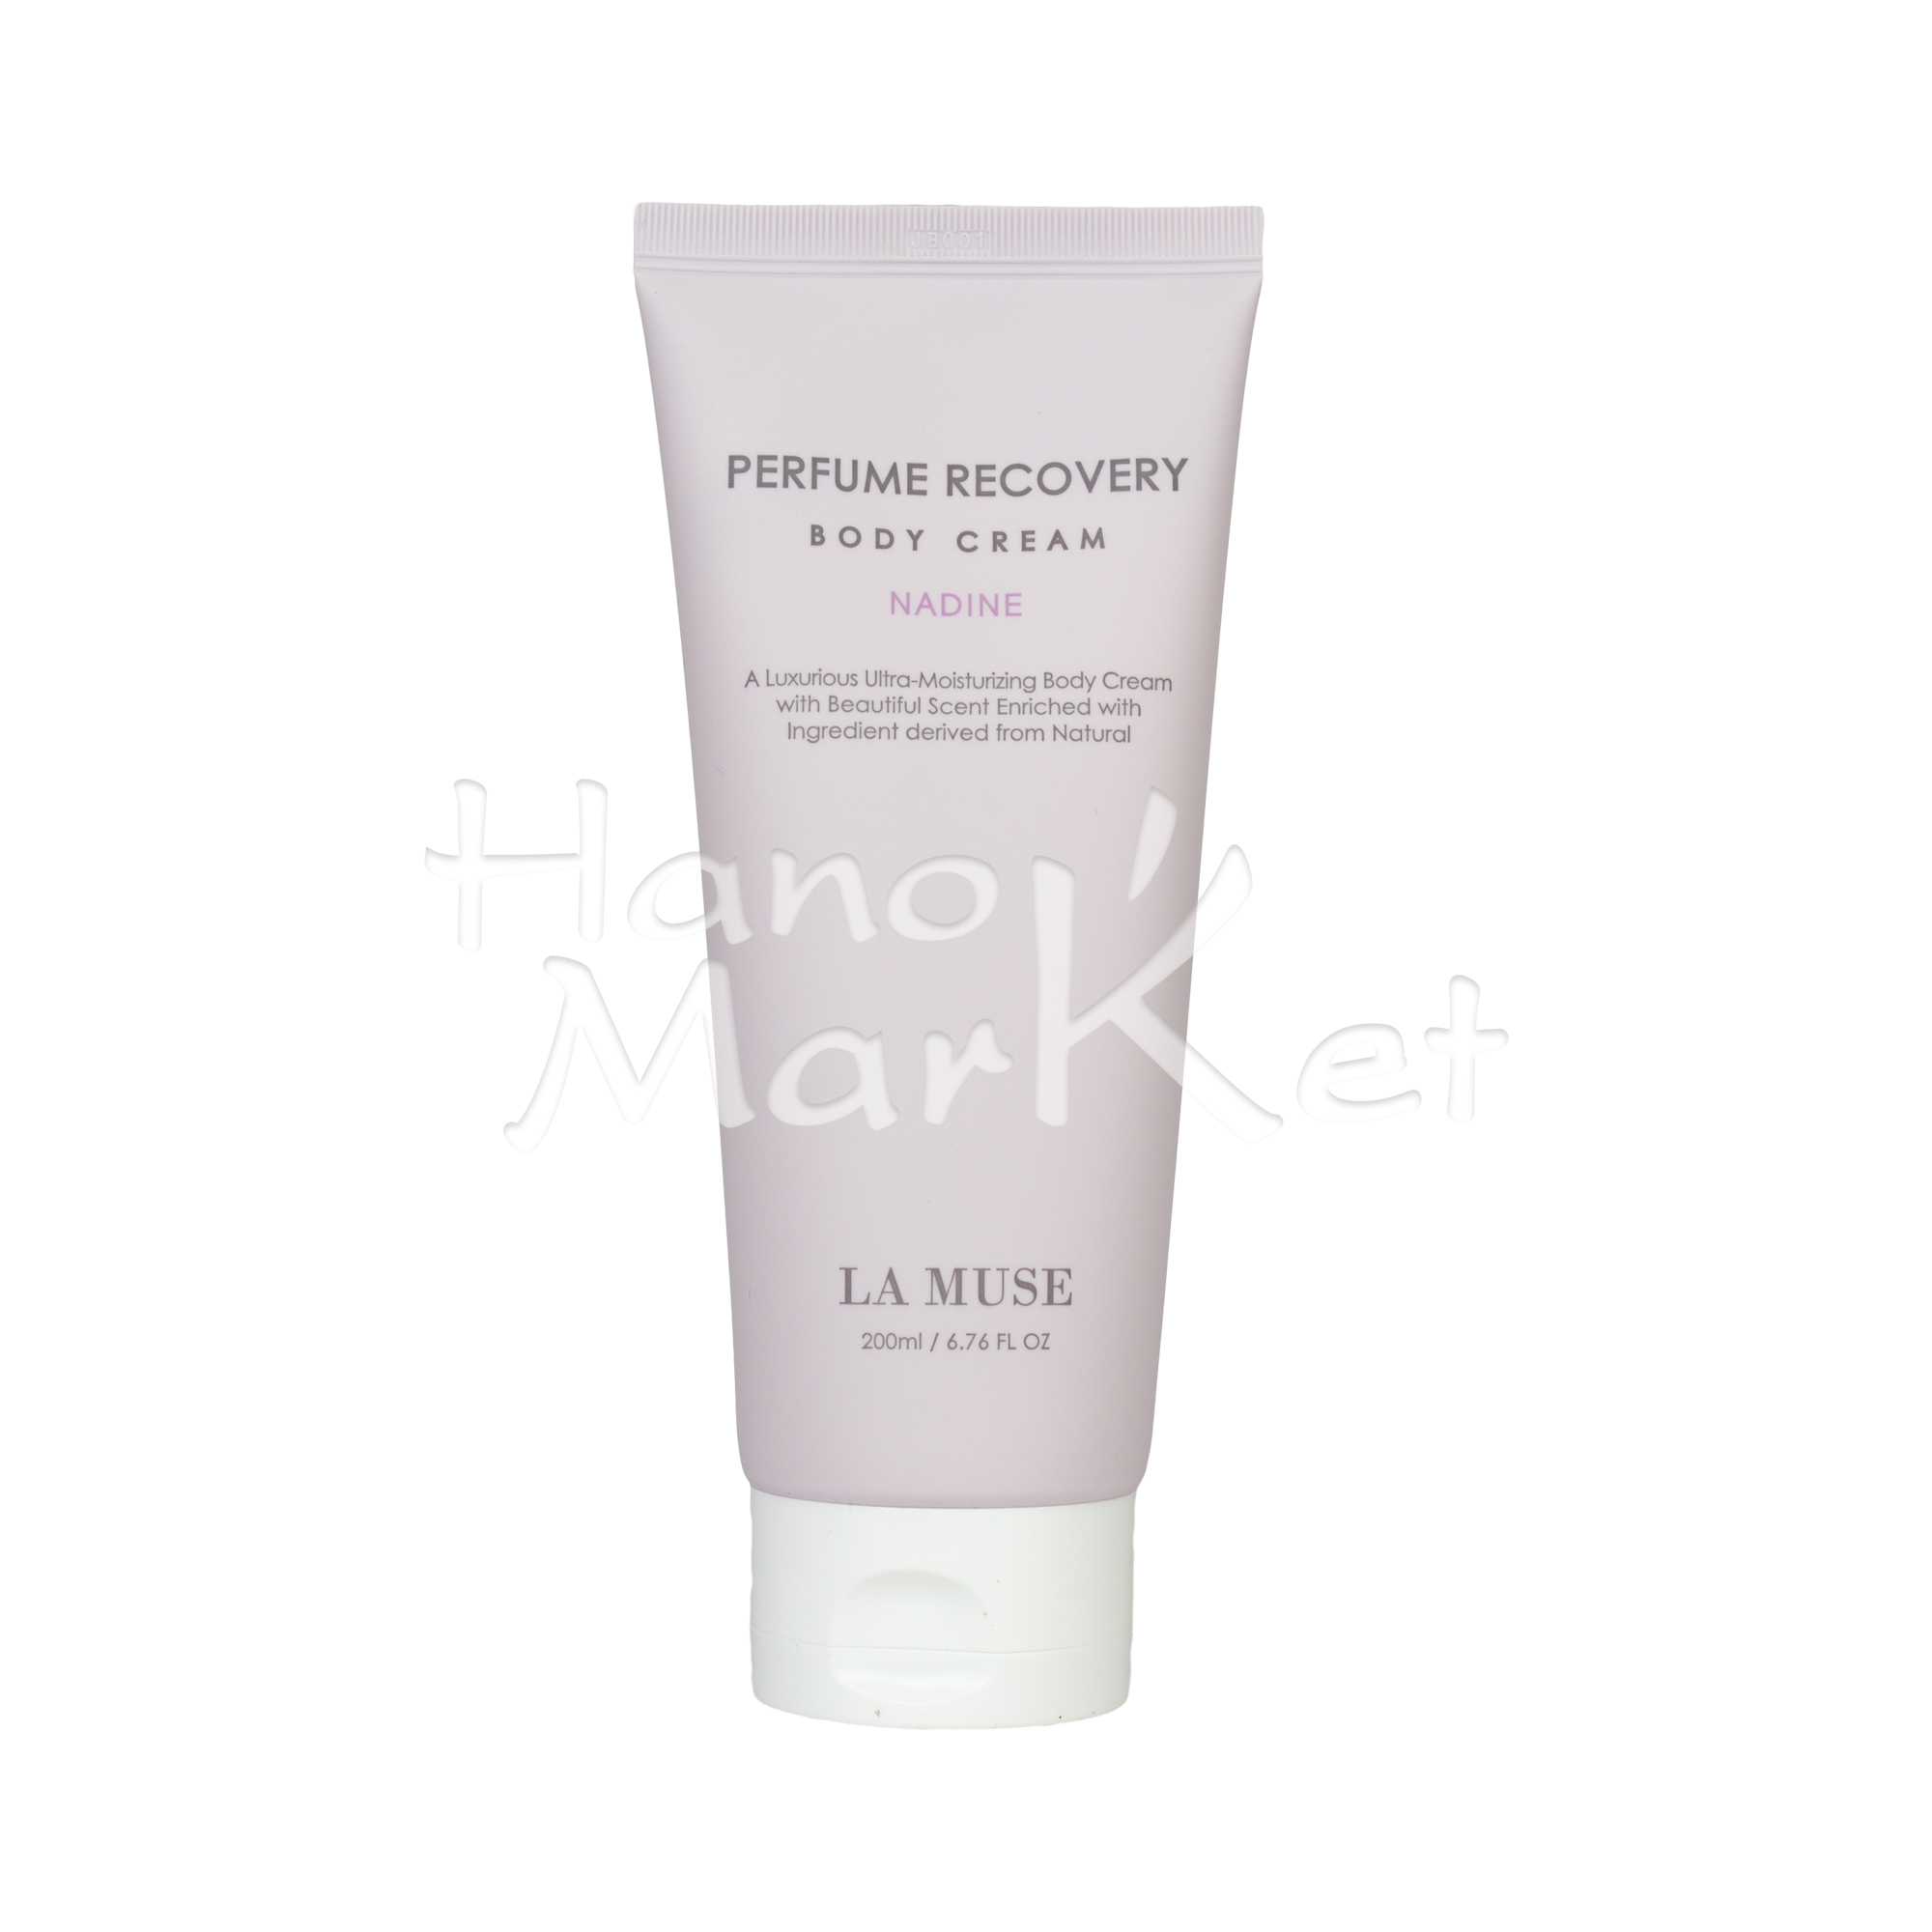 JB001
PERFUME RECOVERY
BODY CREAM
NADINE
A Luxurious Ultra-Moisturizing Body Cream
with Beautiful Scent Enriched with
Ingredient derived from Natural
Hano
MarKet
LA MUSE
200ml / 6.76 FL OZ